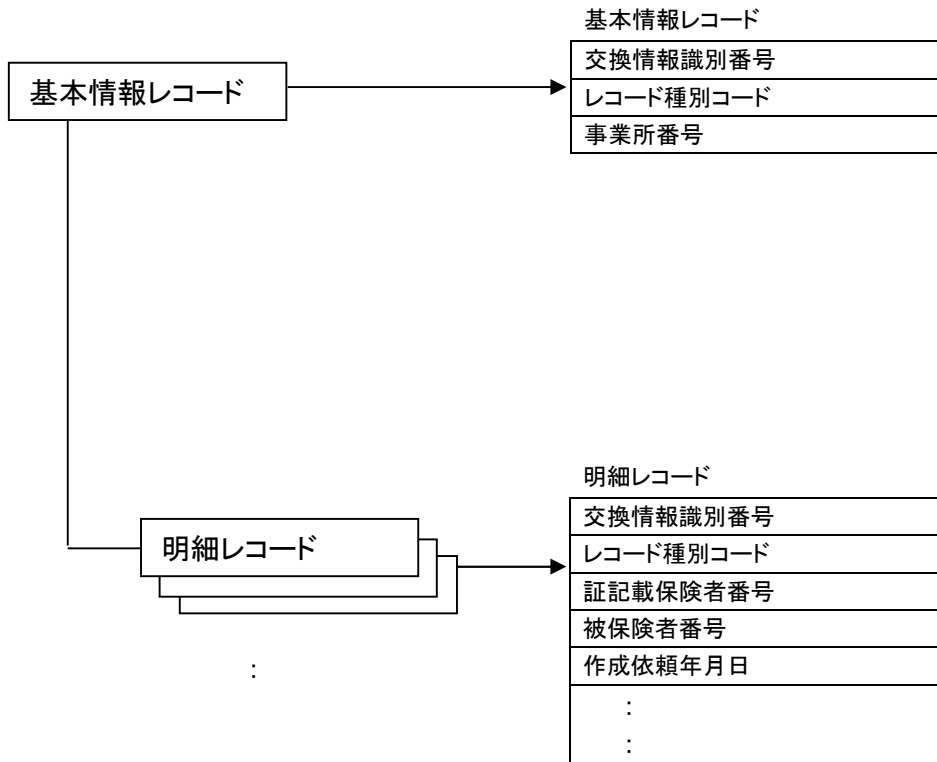 基本情報レコード
基本情報レコード
交換情報識別番号
レコード種別コード
事業所番号
明細レコード
明細レコード
交換情報識別番号
レコード種別コード
証記載保険者番号
被保険者番号
作成依頼年月日
:
:
: